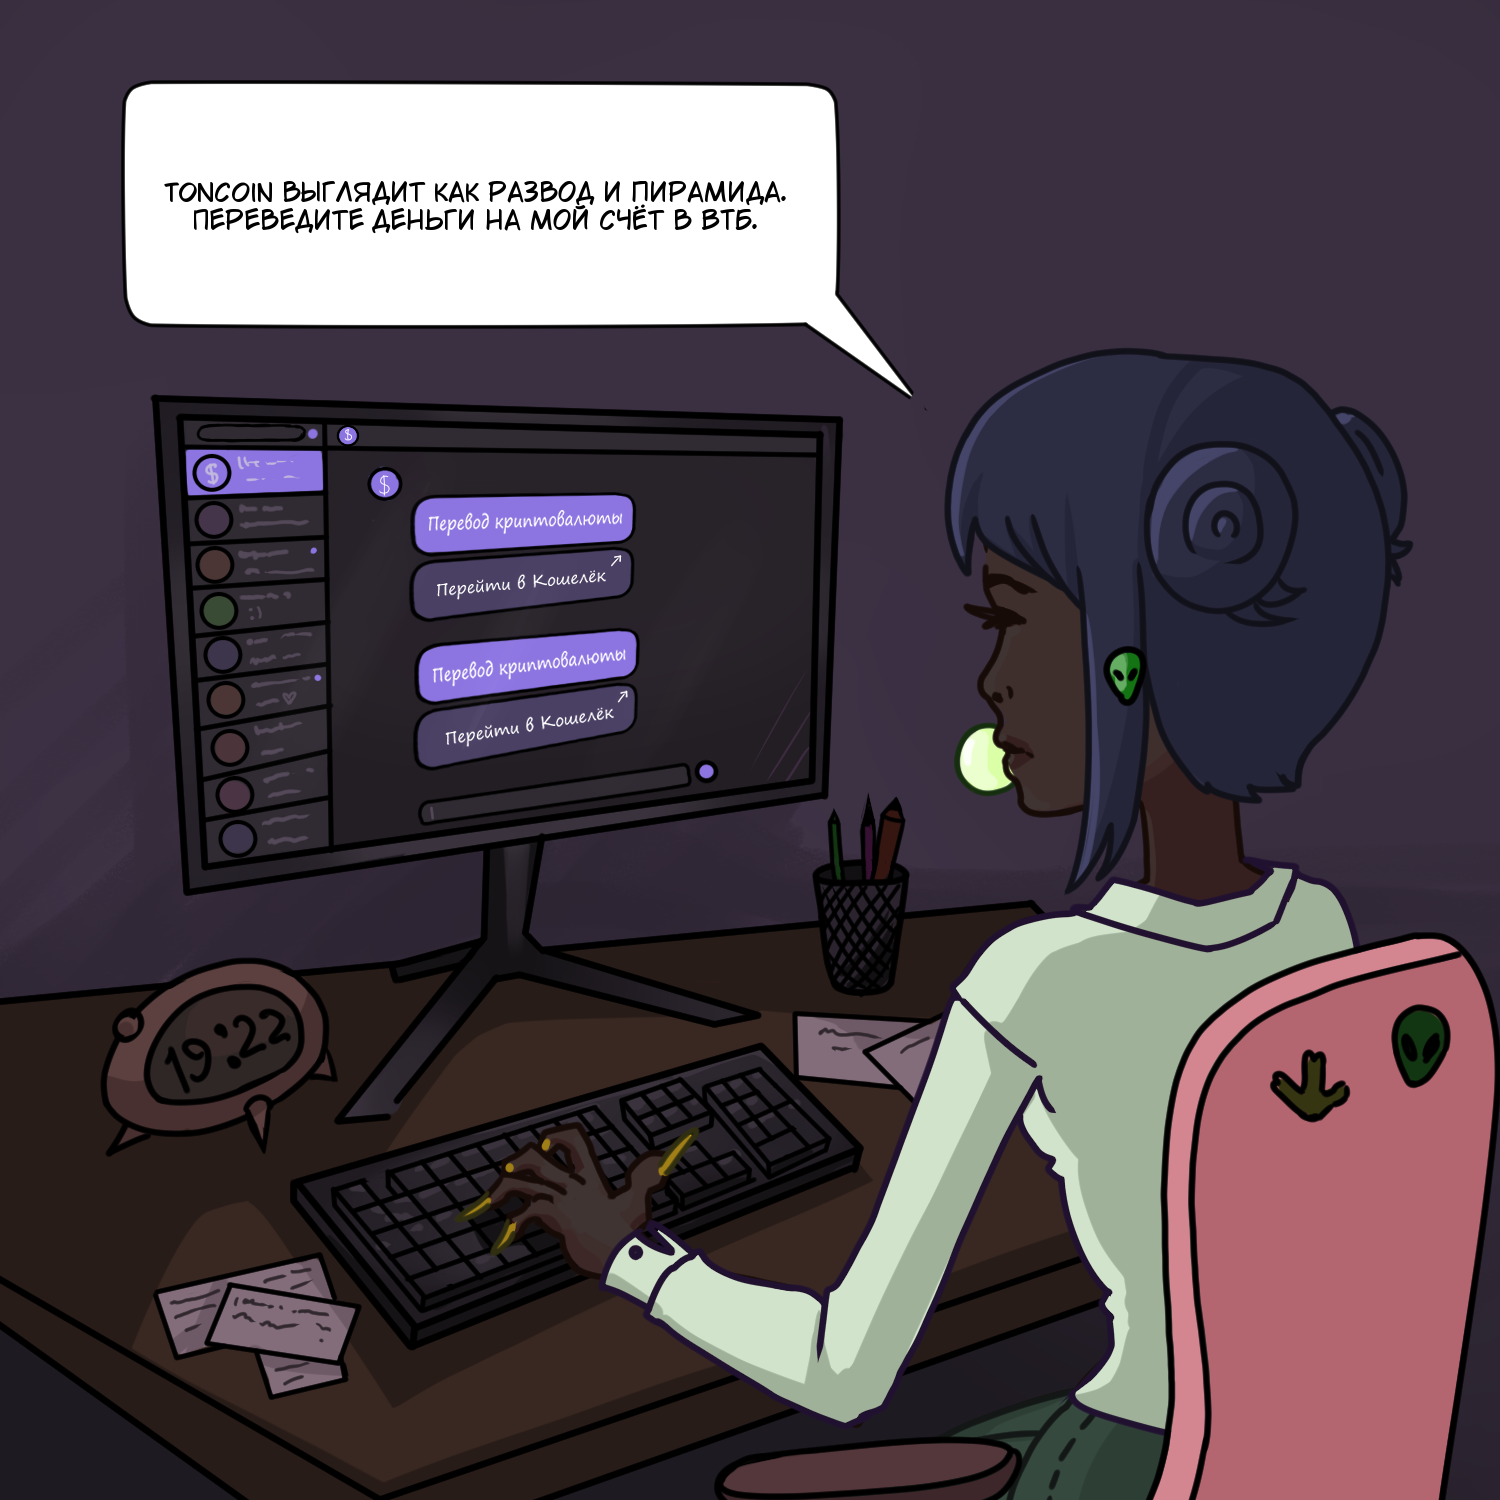 TONCOIN ВЫГЛЯДИТ КАК РАЗВОД И ПИРАМИДА.
ПЕРЕВЕДИТЕ ДЕНЬГИ НА МОЙ СЧЁТ В ВТБ.
$
$
$
Перевод криптовалюты
Перейти в Кошелёк
Перевод криптовалюты
Перейти в Кошелёк
:)
19:22